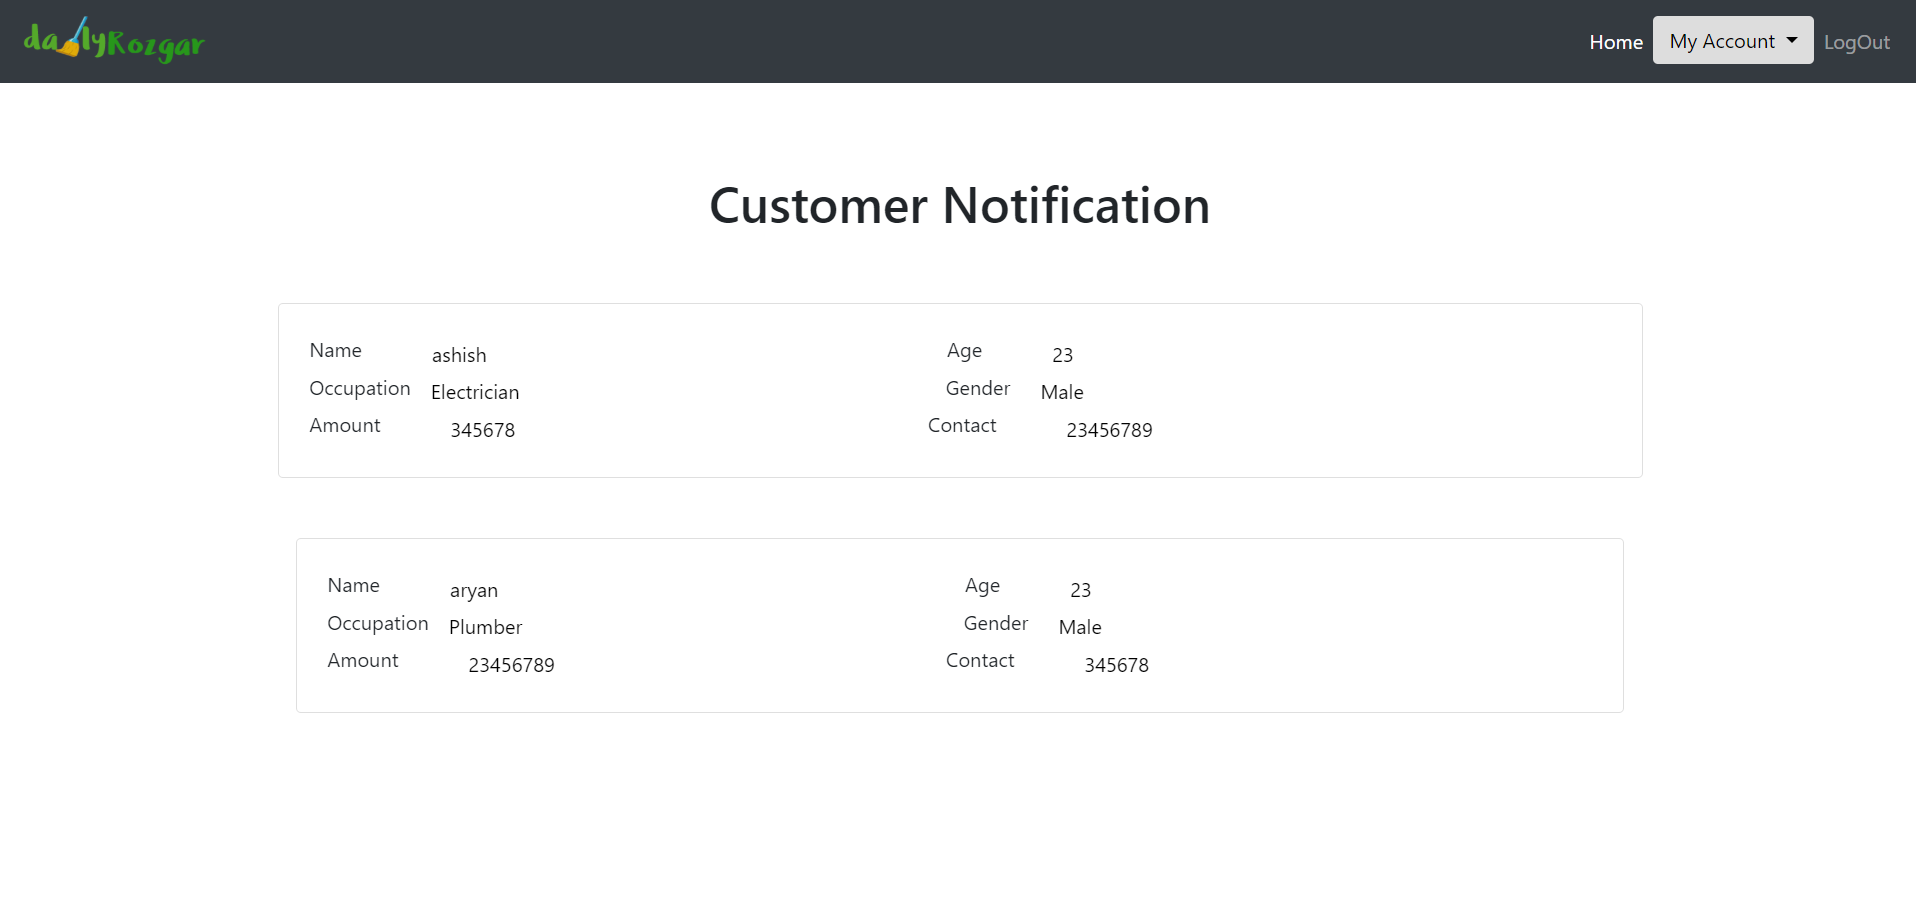 dailyRozgar Home My Account LogOut
Customer Notification
Name ashish Age 23
Occupation Electrician Gender Male
Amount 345678 Contact 23456789
Name aryan Age 23
Occupation Plumber Gender Male
Amount 23456789 Contact 345678